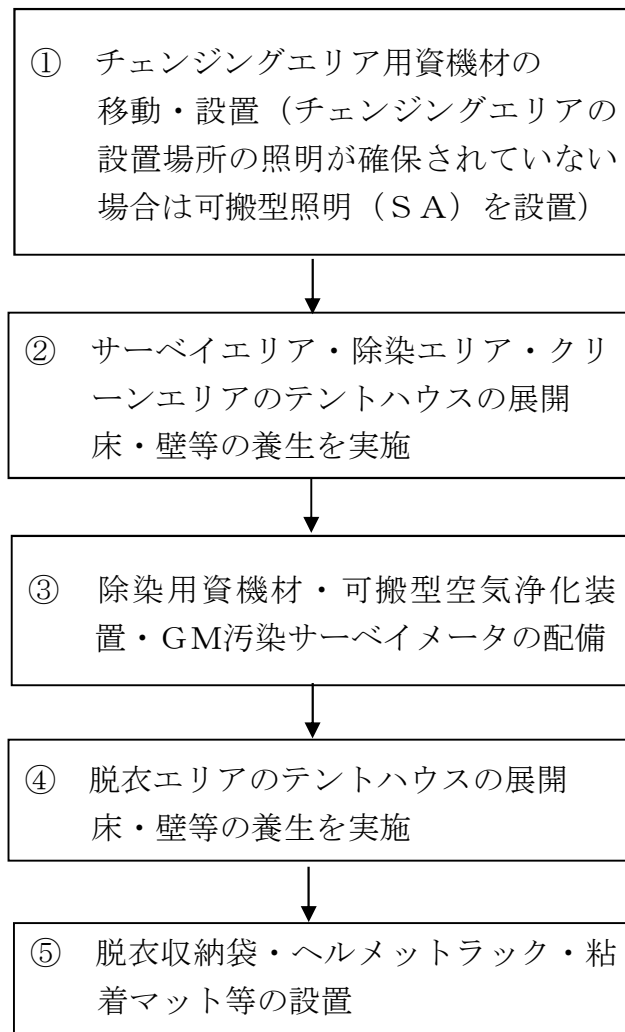 ① チェンジングエリア用資機材の
移動・設置（チェンジングエリアの
設置場所の照明が確保されていない
場合は可搬型照明（ＳＡ）を設置）
② サーベイエリア・除染エリア・クリ
ーンエリアのテントハウスの展開
床・壁等の養生を実施
③ 除染用資機材・可搬型空気浄化装
置・ＧＭ汚染サーベイメータの配備
④ 脱衣エリアのテントハウスの展開
床・壁等の養生を実施
⑤ 脱衣収納袋・ヘルメットラック・粘
着マット等の設置